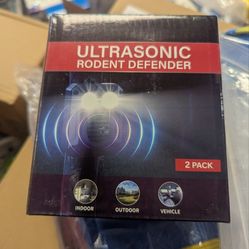 ULTRASONIC
RODENT DEFENDER
2 PACK
INDOOR
OUTDOOR
VEHICLE